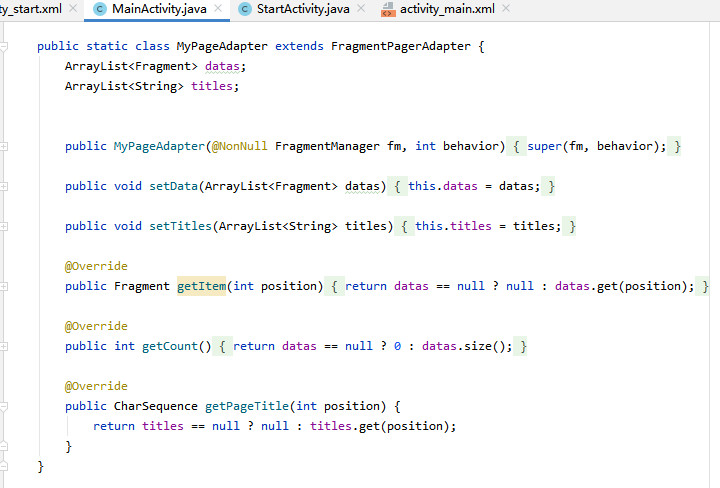 ty_start.xml MainActivity.java StartActivity.java activity_main.xml
public static class MyPageAdapter extends FragmentPagerAdapter {
ArrayList<Fragment> datas;
ArrayList<String> titles;
public MyPageAdapter(@NonNull FragmentManager fm, int behavior) { super(fm, behavior); }
public void setData(ArrayList<Fragment> datas) { this.datas = datas; }
public void setTitles(ArrayList<String> titles) { this.titles = titles; }
@Override
public Fragment getItem(int position) { return datas == null ? null : datas.get(position); }
@Override
public int getCount() { return datas == null ? 0 : datas.size(); }
@Override
public CharSequence getPageTitle(int position) {
return titles == null ? null : titles.get(position);
}
}